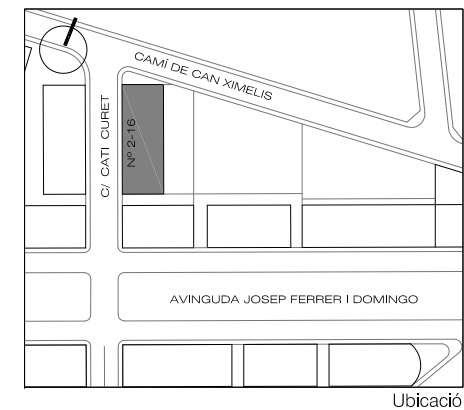 CAMÍ DE CAN XIMELIS
C/ CATI CURET
Nº 2-16
AVINGUDA JOSEP FERRER I DOMINGO
Ubicació